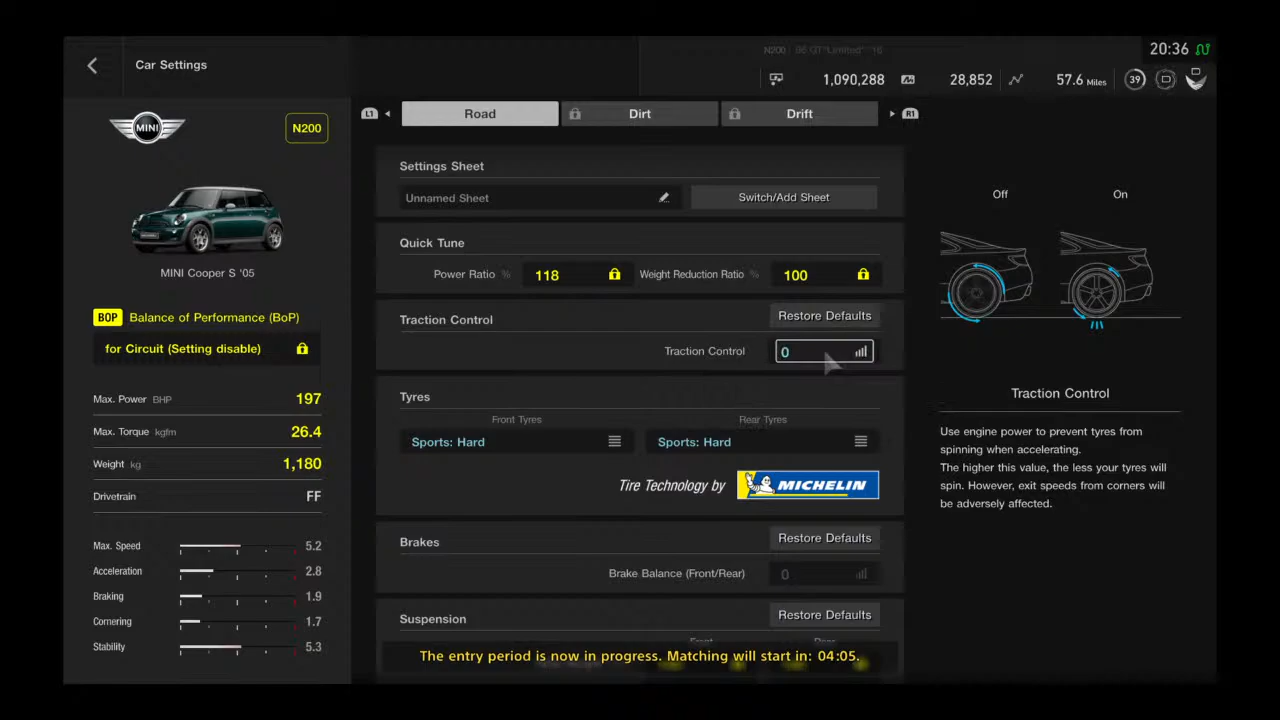 N200 86 GT "Limited" '16
20:36
Car Settings
1,090,288 28,852 57.6 Miles 39
L1 Road Dirt Drift R1
MINI N200
Settings Sheet
Unnamed Sheet Switch/Add Sheet
Off On
Quick Tune
Power Ratio % 118 Weight Reduction Ratio % 100
MINI Cooper S '05
BOP Balance of Performance (BoP)
for Circuit (Setting disable)
Traction Control Restore Defaults
Traction Control 0
Max. Power BHP 197
Max. Torque kgfm 26.4
Weight kg 1,180
Drivetrain FF
Tyres
Front Tyres Rear Tyres
Sports: Hard Sports: Hard
Tire Technology by MICHELIN
Traction Control
Use engine power to prevent tyres from
spinning when accelerating.
The higher this value, the less your tyres will
spin. However, exit speeds from corners will
be adversely affected.
Max. Speed 5.2
Acceleration 2.8
Braking 1.9
Cornering 1.7
Stability 5.3
Brakes Restore Defaults
Brake Balance (Front/Rear) 0
Suspension Restore Defaults
Front Rear
The entry period is now in progress. Matching will start in: 04:05.